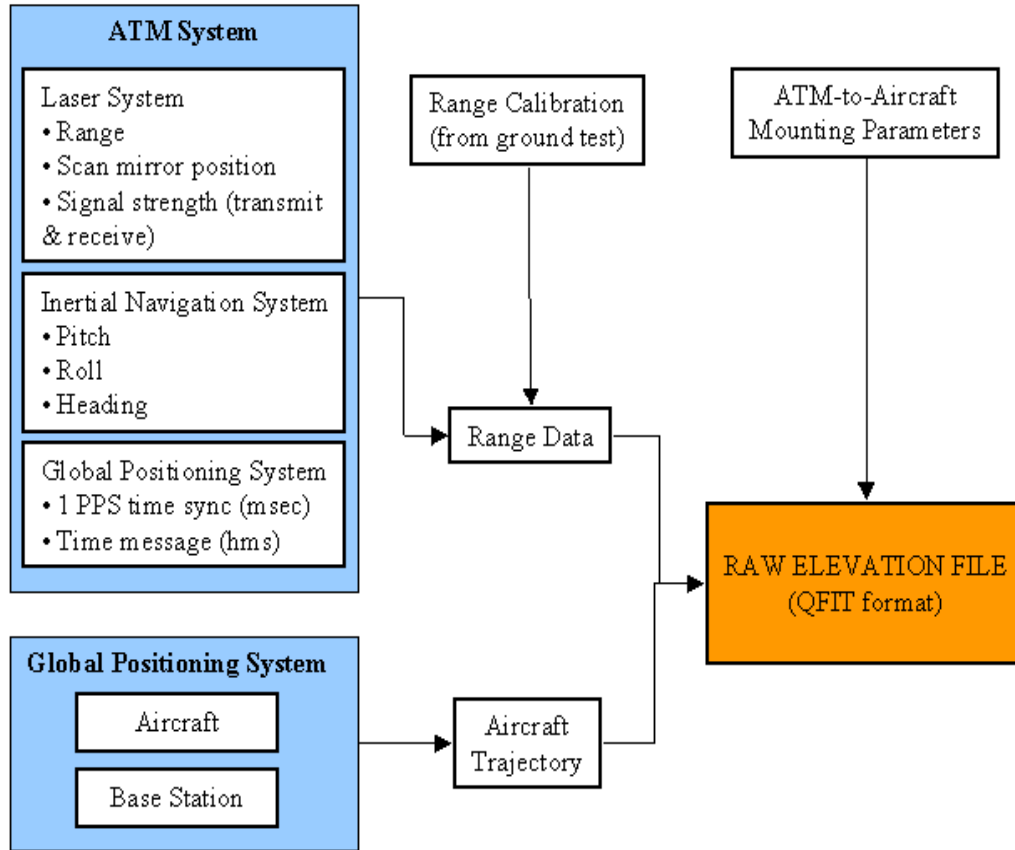 ATM System
Laser System
• Range
• Scan mirror position
• Signal strength (transmit
& receive)
Inertial Navigation System
• Pitch
• Roll
• Heading
Global Positioning System
• 1 PPS time sync (msec)
• Time message (hms)
Range Calibration
(from ground test)
ATM-to-Aircraft
Mounting Parameters
Range Data
RAW ELEVATION FILE
(QFIT format)
Global Positioning System
Aircraft
Base Station
Aircraft
Trajectory